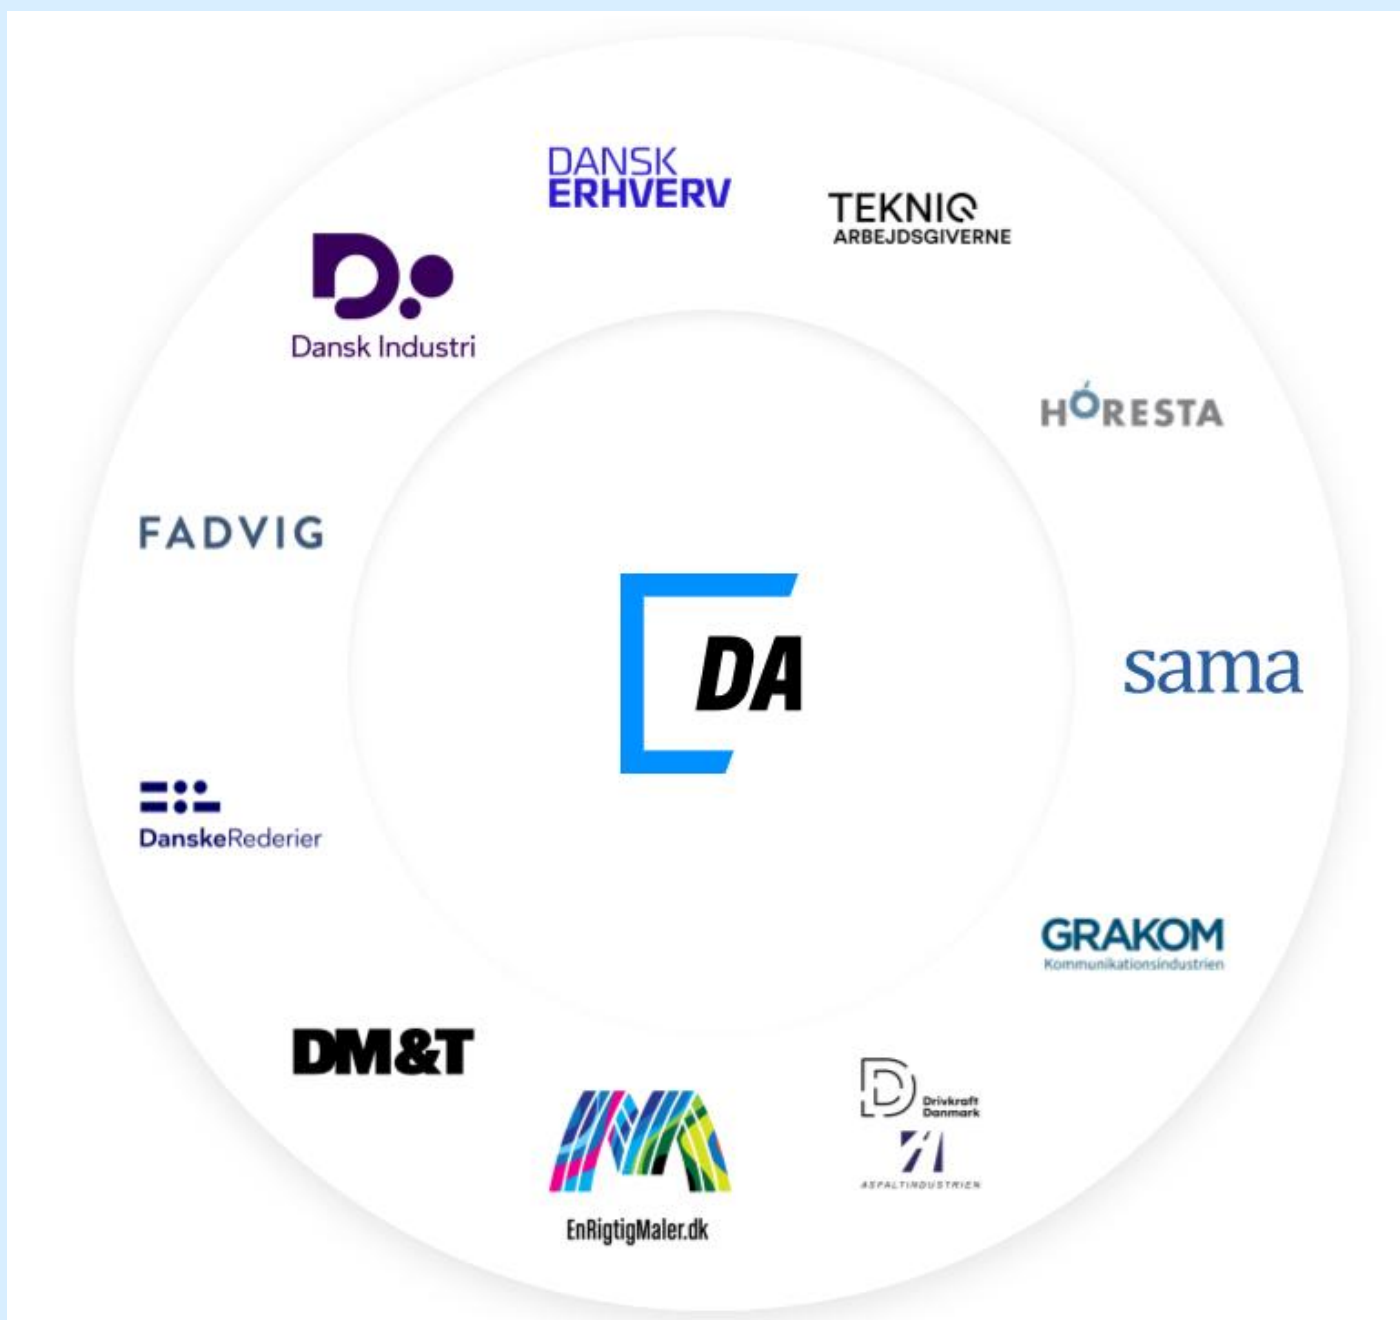 DANSK
ERHVERV
TEKNIQ
ARBEJDSGIVERNE
Dansk Industri
HORESTA
FADVIG
DA
sama
DanskeRederier
GRAKOM
Kommunikationsindustrien
DM&T
Drivkraft
Danmark
ASFALTINDUSTRIEN
EnRigtigMaler.dk